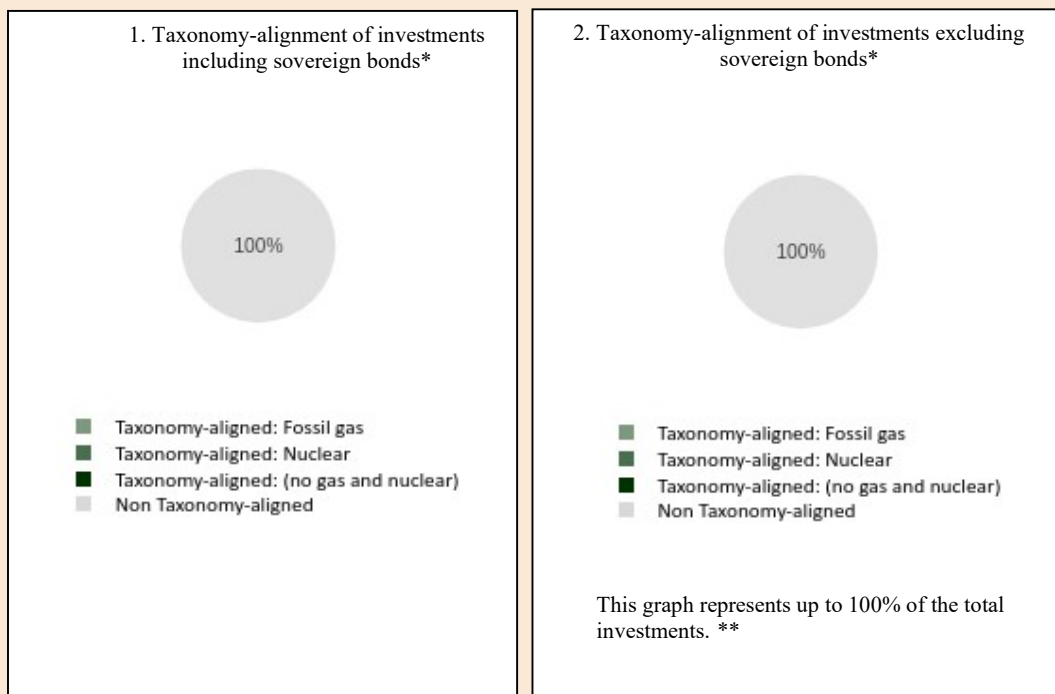 1. Taxonomy-alignment of investments
including sovereign bonds*
100%
Taxonomy-aligned: Fossil gas
Taxonomy-aligned: Nuclear
Taxonomy-aligned: (no gas and nuclear)
Non Taxonomy-aligned
2. Taxonomy-alignment of investments excluding
sovereign bonds*
100%
Taxonomy-aligned: Fossil gas
Taxonomy-aligned: Nuclear
Taxonomy-aligned: (no gas and nuclear)
Non Taxonomy-aligned
This graph represents up to 100% of the total
investments. **